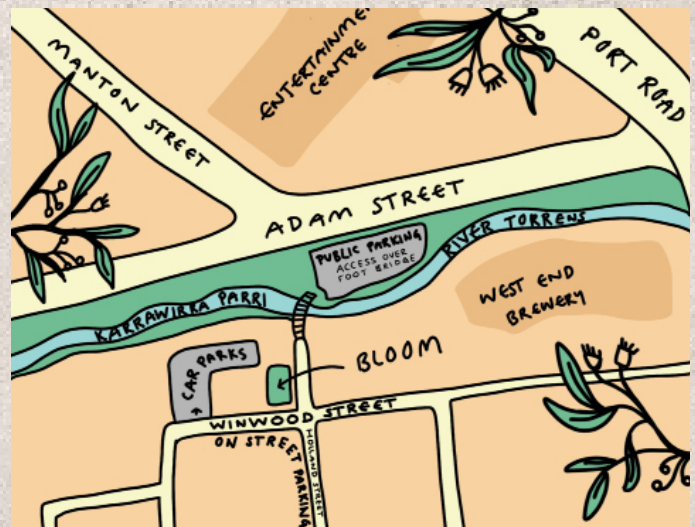 MANTON STREET
ENTERTAINM
CENTRE
PORT ROAD
ADAM STREET
PUBLIC PARKING
ACCESS OVER
FOOT BRIDGE
RIVER TORRENS
KARRAWIRRA PARRI
WEST END
BREWERY
CAR PARKS
BLOOM
WINWOOD STREET
ON STREET PARKING
HOLLAND STREET